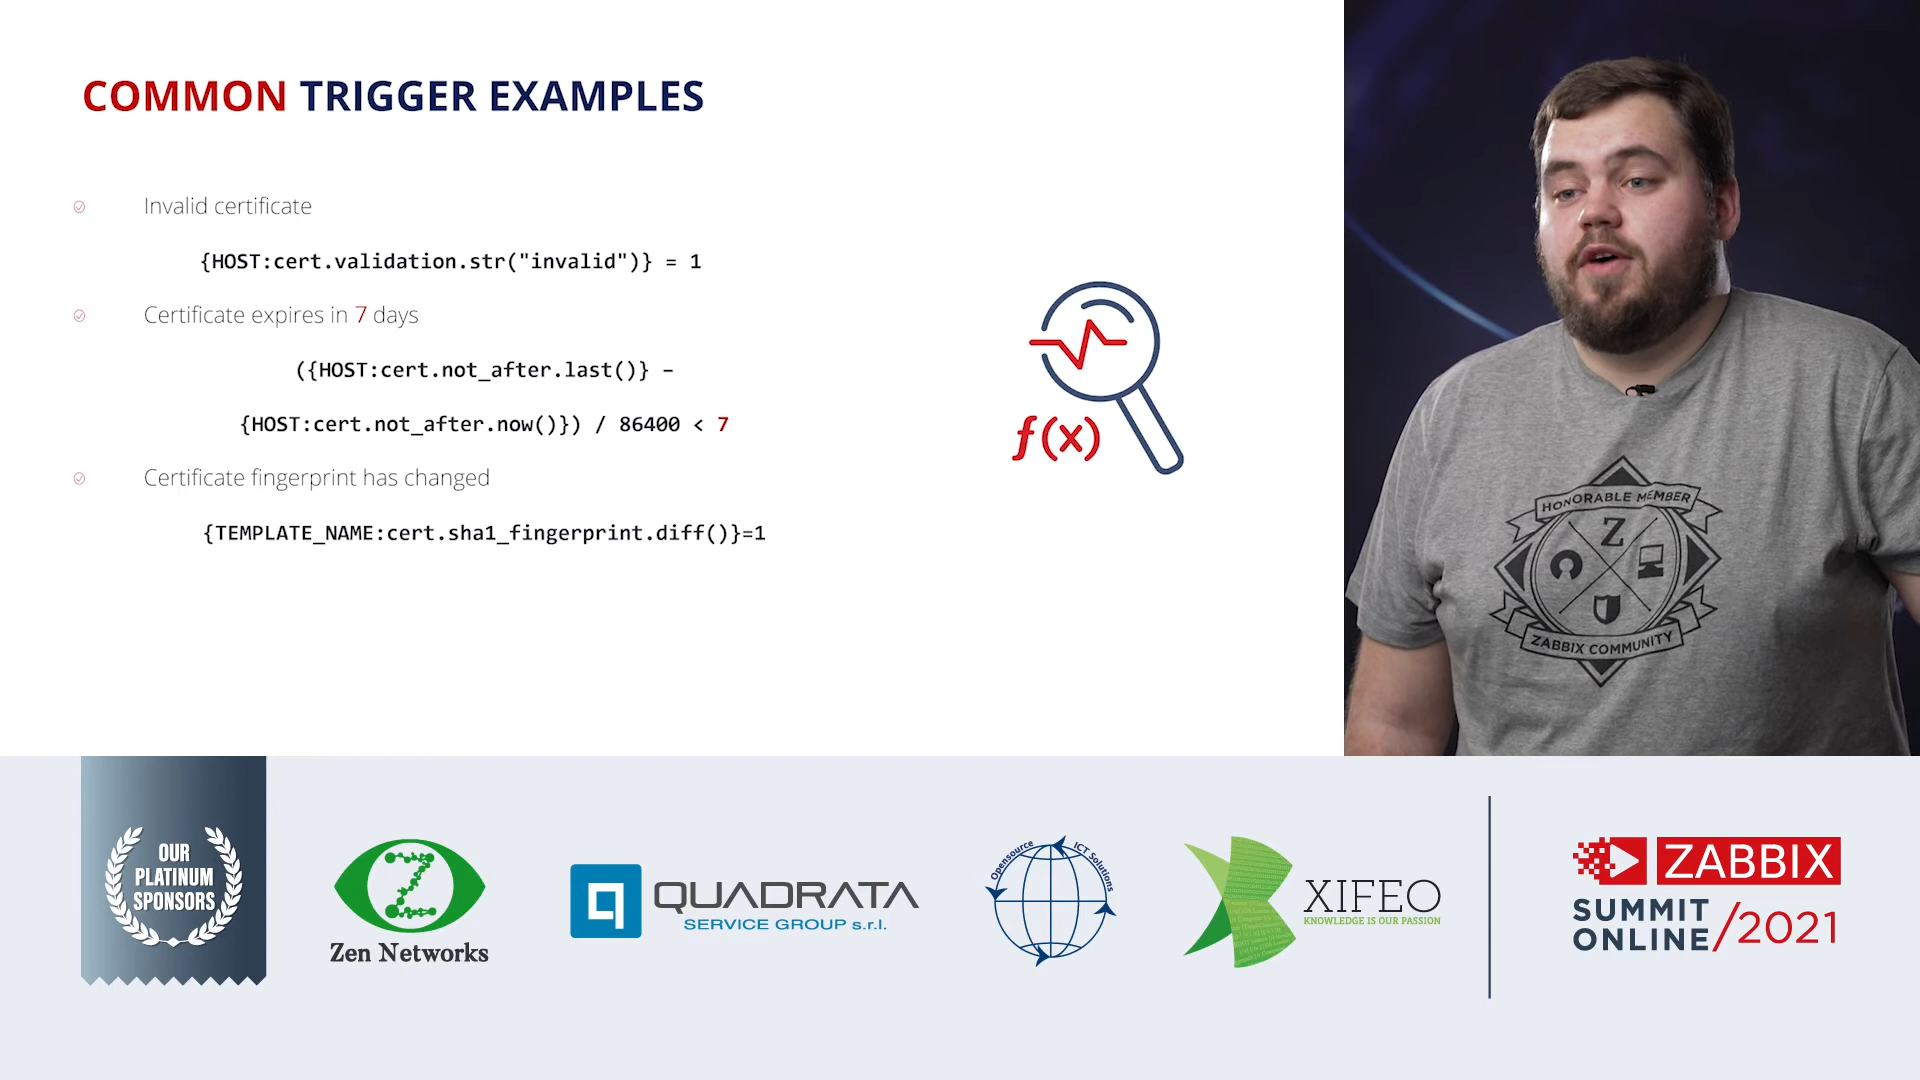 COMMON TRIGGER EXAMPLES
Invalid certificate
{HOST:cert.validation.str("invalid")} = 1
Certificate expires in 7 days
({HOST:cert.not_after.last()} –
{HOST:cert.not_after.now()}) / 86400 < 7
Certificate fingerprint has changed
{TEMPLATE_NAME:cert.sha1_fingerprint.diff()}=1
f(x)
HONORABLE MEMBER
Z
ZABBIX COMMUNITY
OUR
PLATINUM
SPONSORS
Z
Zen Networks
q
QUADRATA
SERVICE GROUP s.r.l.
Opensource ICT Solutions
XIFEO
KNOWLEDGE IS OUR PASSION
ZABBIX
SUMMIT
ONLINE /2021